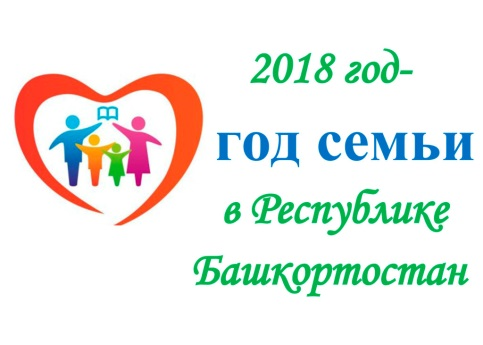 2018 год-
год семьи
в Республике
Башкортостан